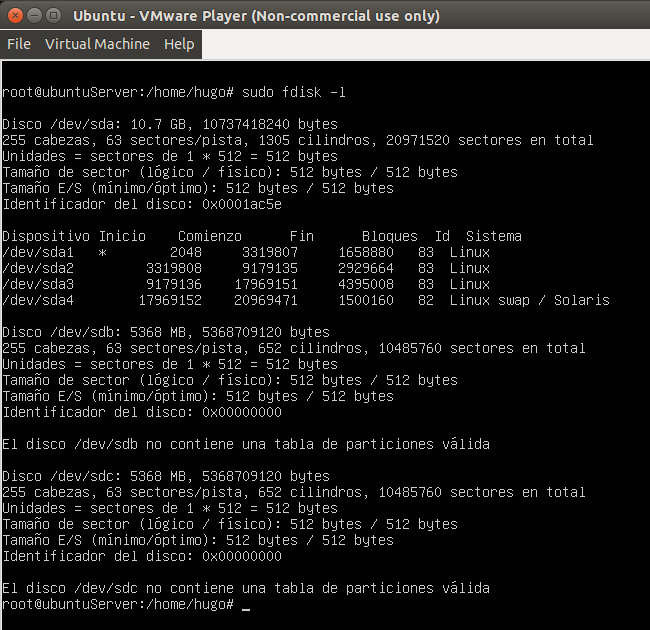 Ubuntu - VMware Player (Non-commercial use only)
File Virtual Machine Help
root@ubuntuServer:/home/hugo# sudo fdisk -l
Disco /dev/sda: 10.7 GB, 10737418240 bytes
255 cabezas, 63 sectores/pista, 1305 cilindros, 20971520 sectores en total
Unidades = sectores de 1 * 512 = 512 bytes
Tamaño de sector (lógico / físico): 512 bytes / 512 bytes
Tamaño E/S (mínimo/óptimo): 512 bytes / 512 bytes
Identificador del disco: 0x0001ac5e
Dispositivo Inicio    Comienzo      Fin      Bloques  Id  Sistema
/dev/sda1   *        2048     3319807     1658880   83  Linux
/dev/sda2         3319808     9179135     2929664   83  Linux
/dev/sda3         9179136    17969151     4395008   83  Linux
/dev/sda4        17969152    20969471     1500160   82  Linux swap / Solaris
Disco /dev/sdb: 5368 MB, 5368709120 bytes
255 cabezas, 63 sectores/pista, 652 cilindros, 10485760 sectores en total
Unidades = sectores de 1 * 512 = 512 bytes
Tamaño de sector (lógico / físico): 512 bytes / 512 bytes
Tamaño E/S (mínimo/óptimo): 512 bytes / 512 bytes
Identificador del disco: 0x00000000
El disco /dev/sdb no contiene una tabla de particiones válida
Disco /dev/sdc: 5368 MB, 5368709120 bytes
255 cabezas, 63 sectores/pista, 652 cilindros, 10485760 sectores en total
Unidades = sectores de 1 * 512 = 512 bytes
Tamaño de sector (lógico / físico): 512 bytes / 512 bytes
Tamaño E/S (mínimo/óptimo): 512 bytes / 512 bytes
Identificador del disco: 0x00000000
El disco /dev/sdc no contiene una tabla de particiones válida
root@ubuntuServer:/home/hugo# _